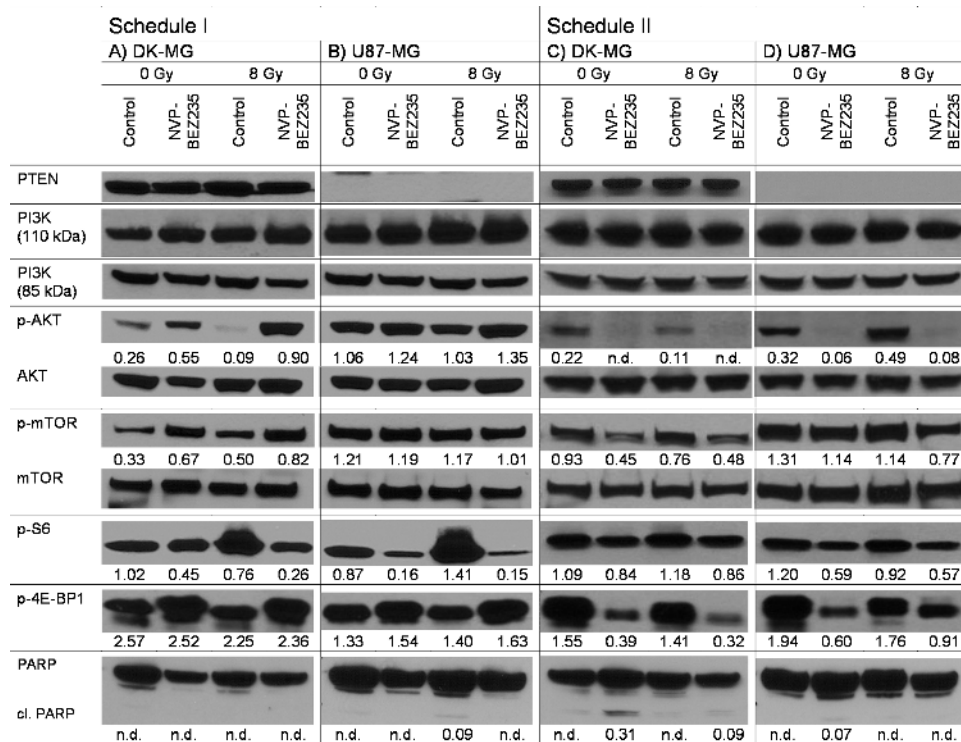 Schedule I Schedule II
A) DK-MG B) U87-MG C) DK-MG D) U87-MG
0 Gy 8 Gy 0 Gy 8 Gy 0 Gy 8 Gy 0 Gy 8 Gy
Control NVP-BEZ235 Control NVP-BEZ235 Control NVP-BEZ235 Control NVP-BEZ235 Control NVP-BEZ235 Control NVP-BEZ235 Control NVP-BEZ235 Control NVP-BEZ235
PTEN
PI3K
(110 kDa)
PI3K
(85 kDa)
p-AKT
0.26 0.55 0.09 0.90 1.06 1.24 1.03 1.35 0.22 n.d. 0.11 n.d. 0.32 0.06 0.49 0.08
AKT
p-mTOR
0.33 0.67 0.50 0.82 1.21 1.19 1.17 1.01 0.93 0.45 0.76 0.48 1.31 1.14 1.14 0.77
mTOR
p-S6
1.02 0.45 0.76 0.26 0.87 0.16 1.41 0.15 1.09 0.84 1.18 0.86 1.20 0.59 0.92 0.57
p-4E-BP1
2.57 2.52 2.25 2.36 1.33 1.54 1.40 1.63 1.55 0.39 1.41 0.32 1.94 0.60 1.76 0.91
PARP
cl. PARP
n.d. n.d. n.d. n.d. n.d. n.d. 0.09 n.d. n.d. 0.31 n.d. 0.09 n.d. 0.07 n.d. n.d.